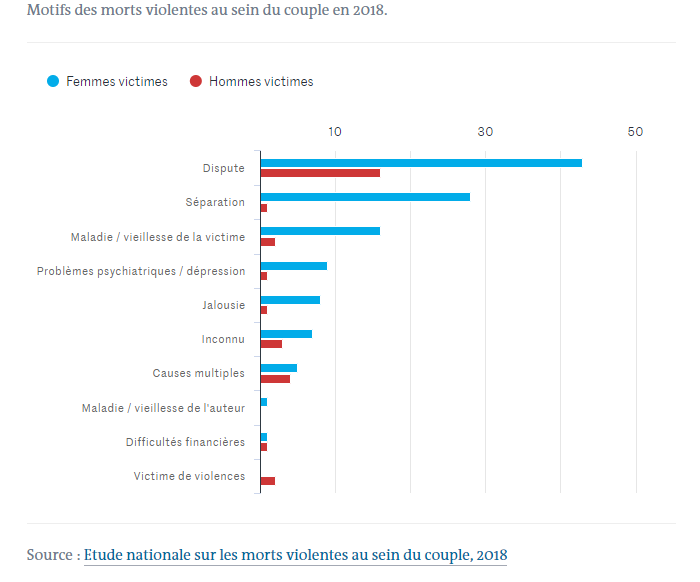 Motifs des morts violentes au sein du couple en 2018.
Femmes victimes Hommes victimes
10 30 50
Dispute
Séparation
Maladie / vieillesse de la victime
Problèmes psychiatriques / dépression
Jalousie
Inconnu
Causes multiples
Maladie / vieillesse de l'auteur
Difficultés financières
Victime de violences
Source : Etude nationale sur les morts violentes au sein du couple, 2018